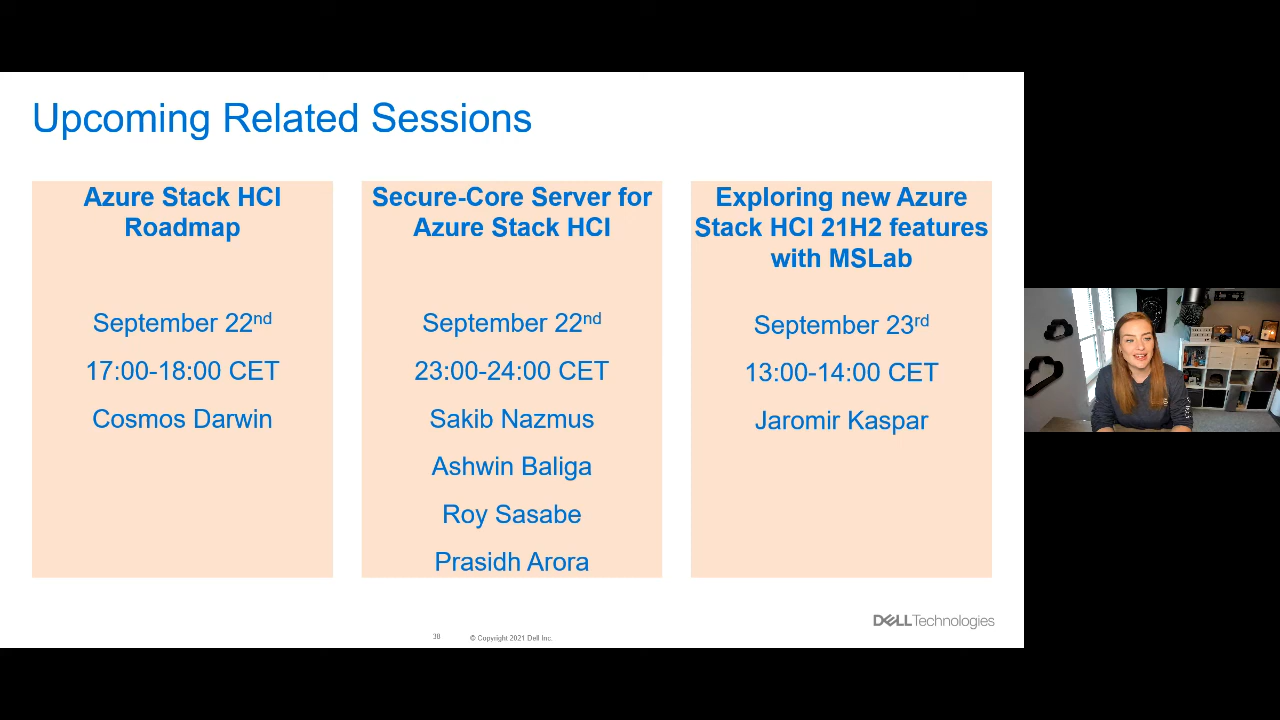 Upcoming Related Sessions
Azure Stack HCI
Roadmap
September 22nd
17:00-18:00 CET
Cosmos Darwin
Secure-Core Server for
Azure Stack HCI
September 22nd
23:00-24:00 CET
Sakib Nazmus
Ashwin Baliga
Roy Sasabe
Prasidh Arora
Exploring new Azure
Stack HCI 21H2 features
with MSLab
September 23rd
13:00-14:00 CET
Jaromir Kaspar
DELLTechnologies
38
© Copyright 2021 Dell Inc.